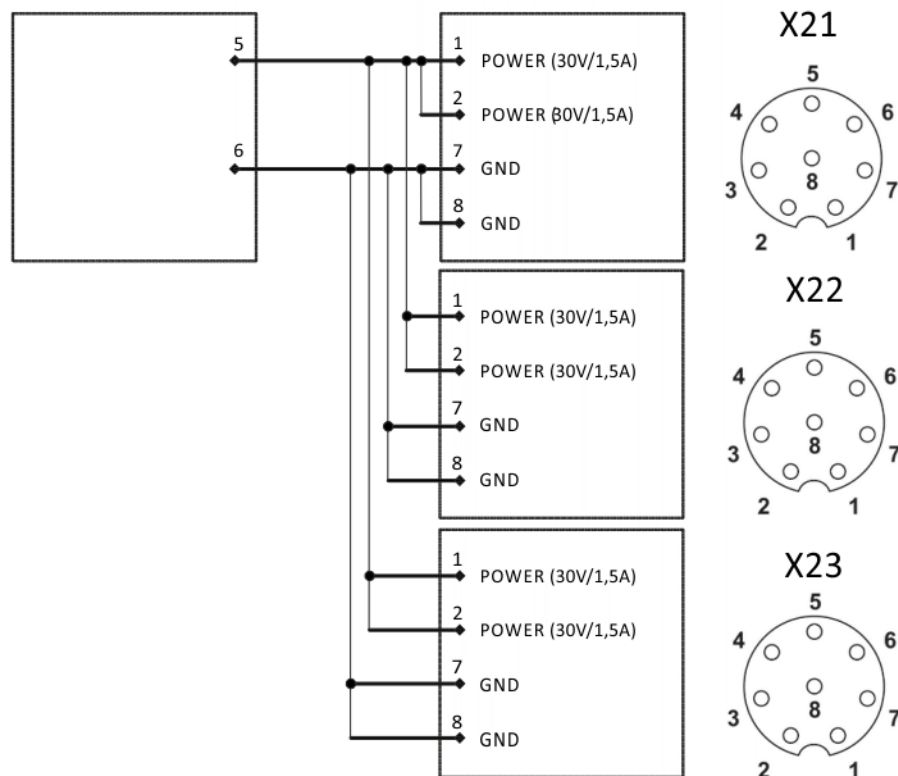 5
6
1 POWER (30V/1,5A)
2 POWER (30V/1,5A)
7 GND
8 GND
X21
5
4 6
3 8 7
2 1
1 POWER (30V/1,5A)
2 POWER (30V/1,5A)
7 GND
8 GND
X22
5
4 6
3 8 7
2 1
1 POWER (30V/1,5A)
2 POWER (30V/1,5A)
7 GND
8 GND
X23
5
4 6
3 8 7
2 1